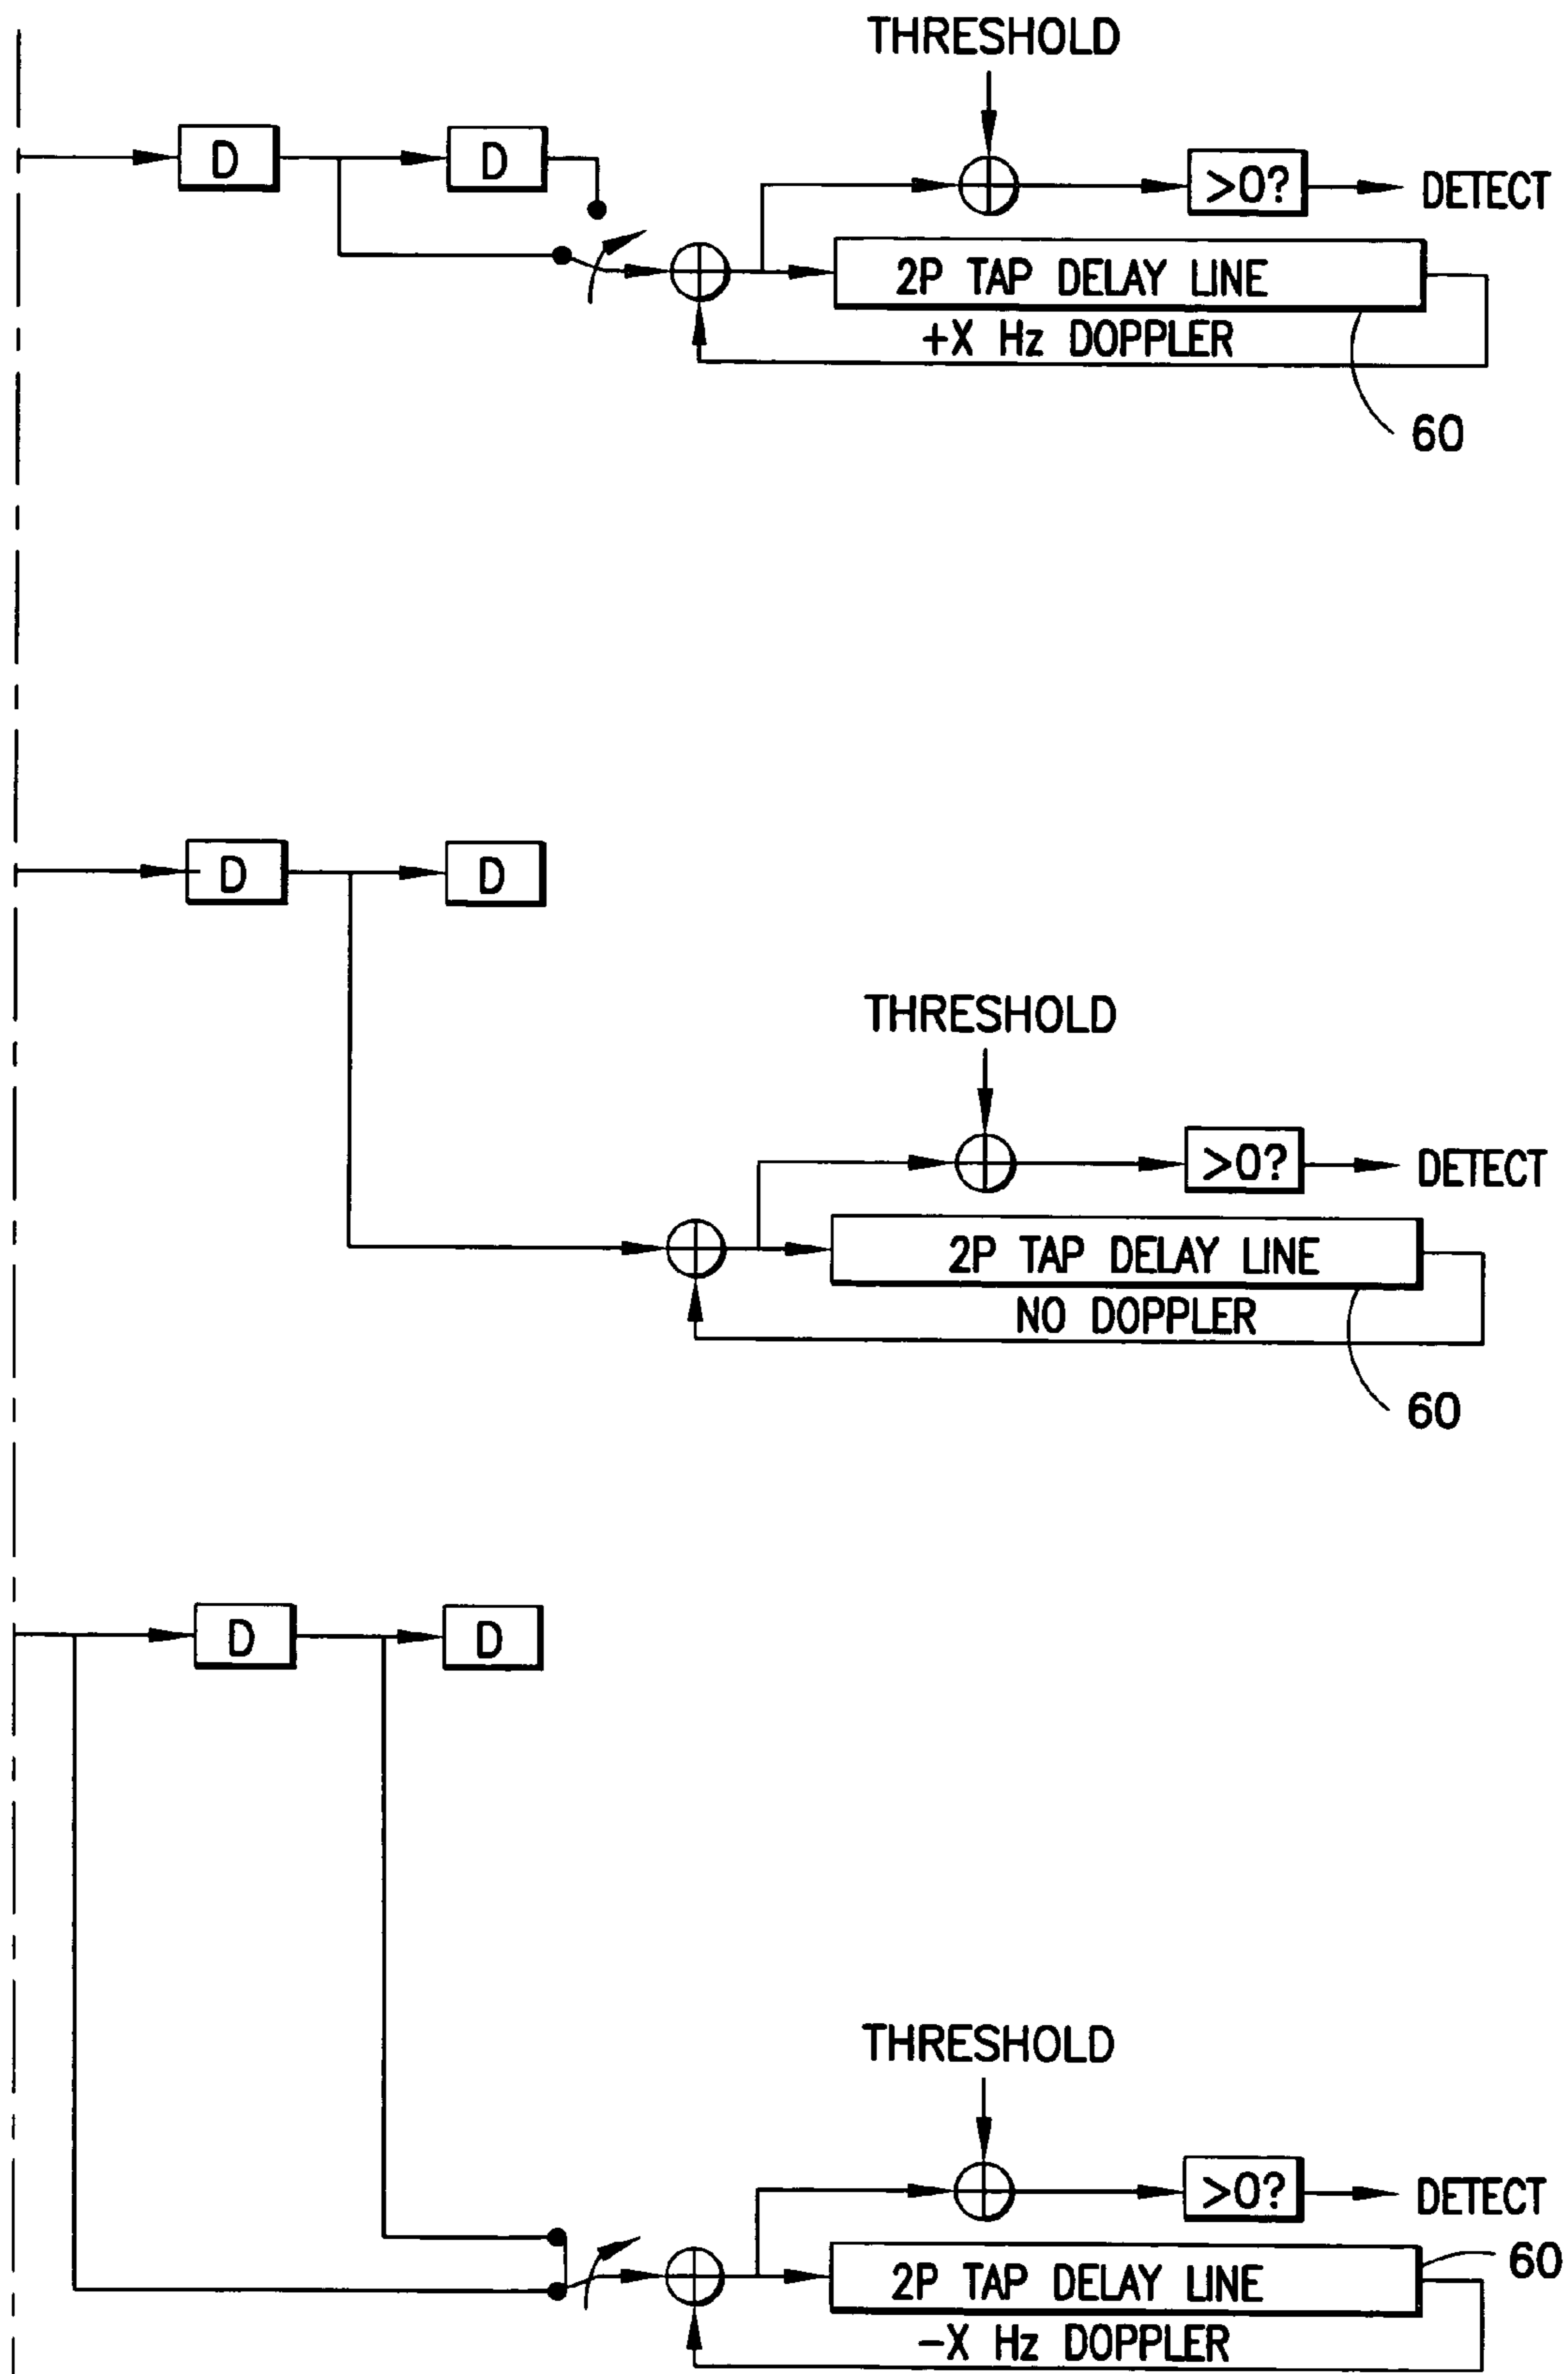 THRESHOLD
D
D
>0?
DETECT
2P TAP DELAY LINE
+X Hz DOPPLER
60
D
D
THRESHOLD
>0?
DETECT
2P TAP DELAY LINE
NO DOPPLER
60
D
D
THRESHOLD
>0?
DETECT
2P TAP DELAY LINE
60
-X Hz DOPPLER